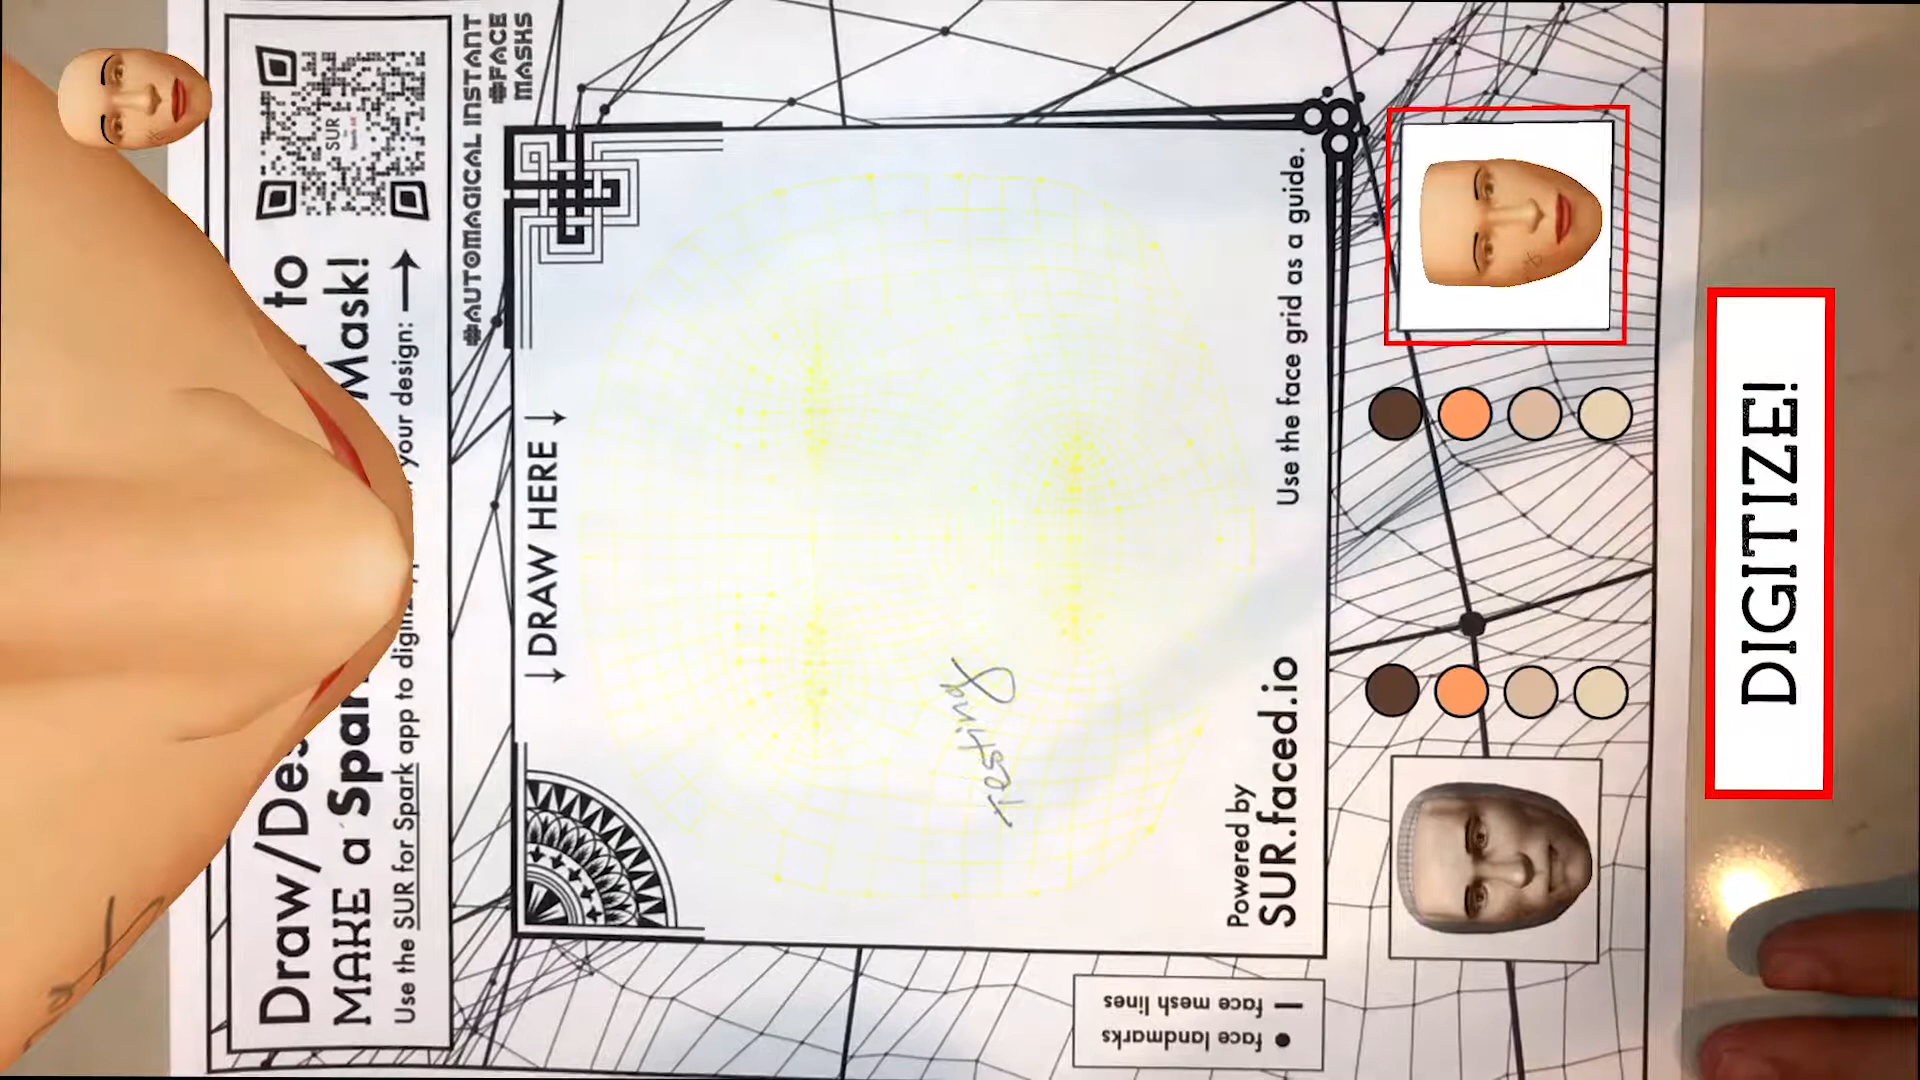 Draw/Des to
MAKE a Spar Mask!
Use the SUR for Spark app to digitiz your design:
SUR
#AUTOMAGICAL INSTANT
#FACE
MASKS
DRAW HERE
Testing
Use the face grid as a guide.
Powered by
SUR.faced.io
face mesh lines
face landmarks
DIGITIZE!